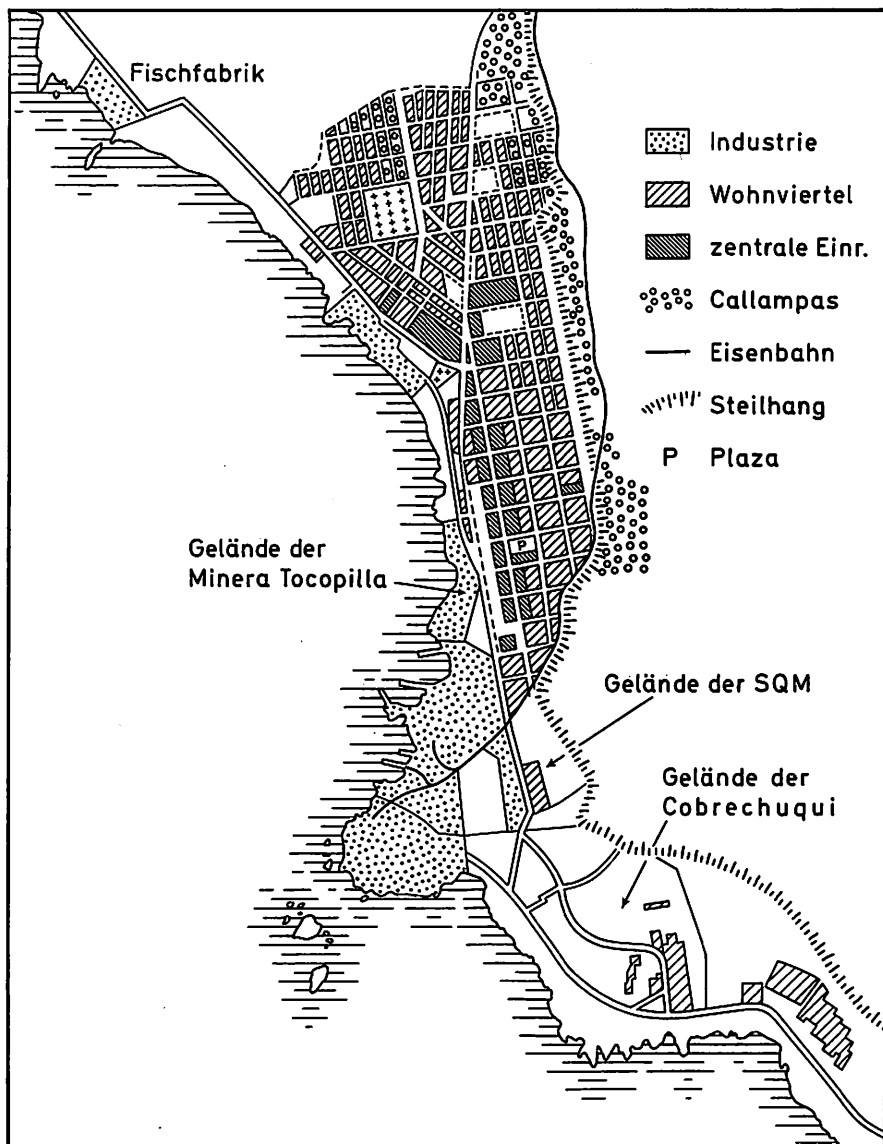 Fischfabrik
Industrie
Wohnviertel
zentrale Einr.
Callampas
Eisenbahn
Steilhang
P Plaza
P
Gelände der
Minera Tocopilla
Gelände der SQM
Gelände der
Cobrechuqui